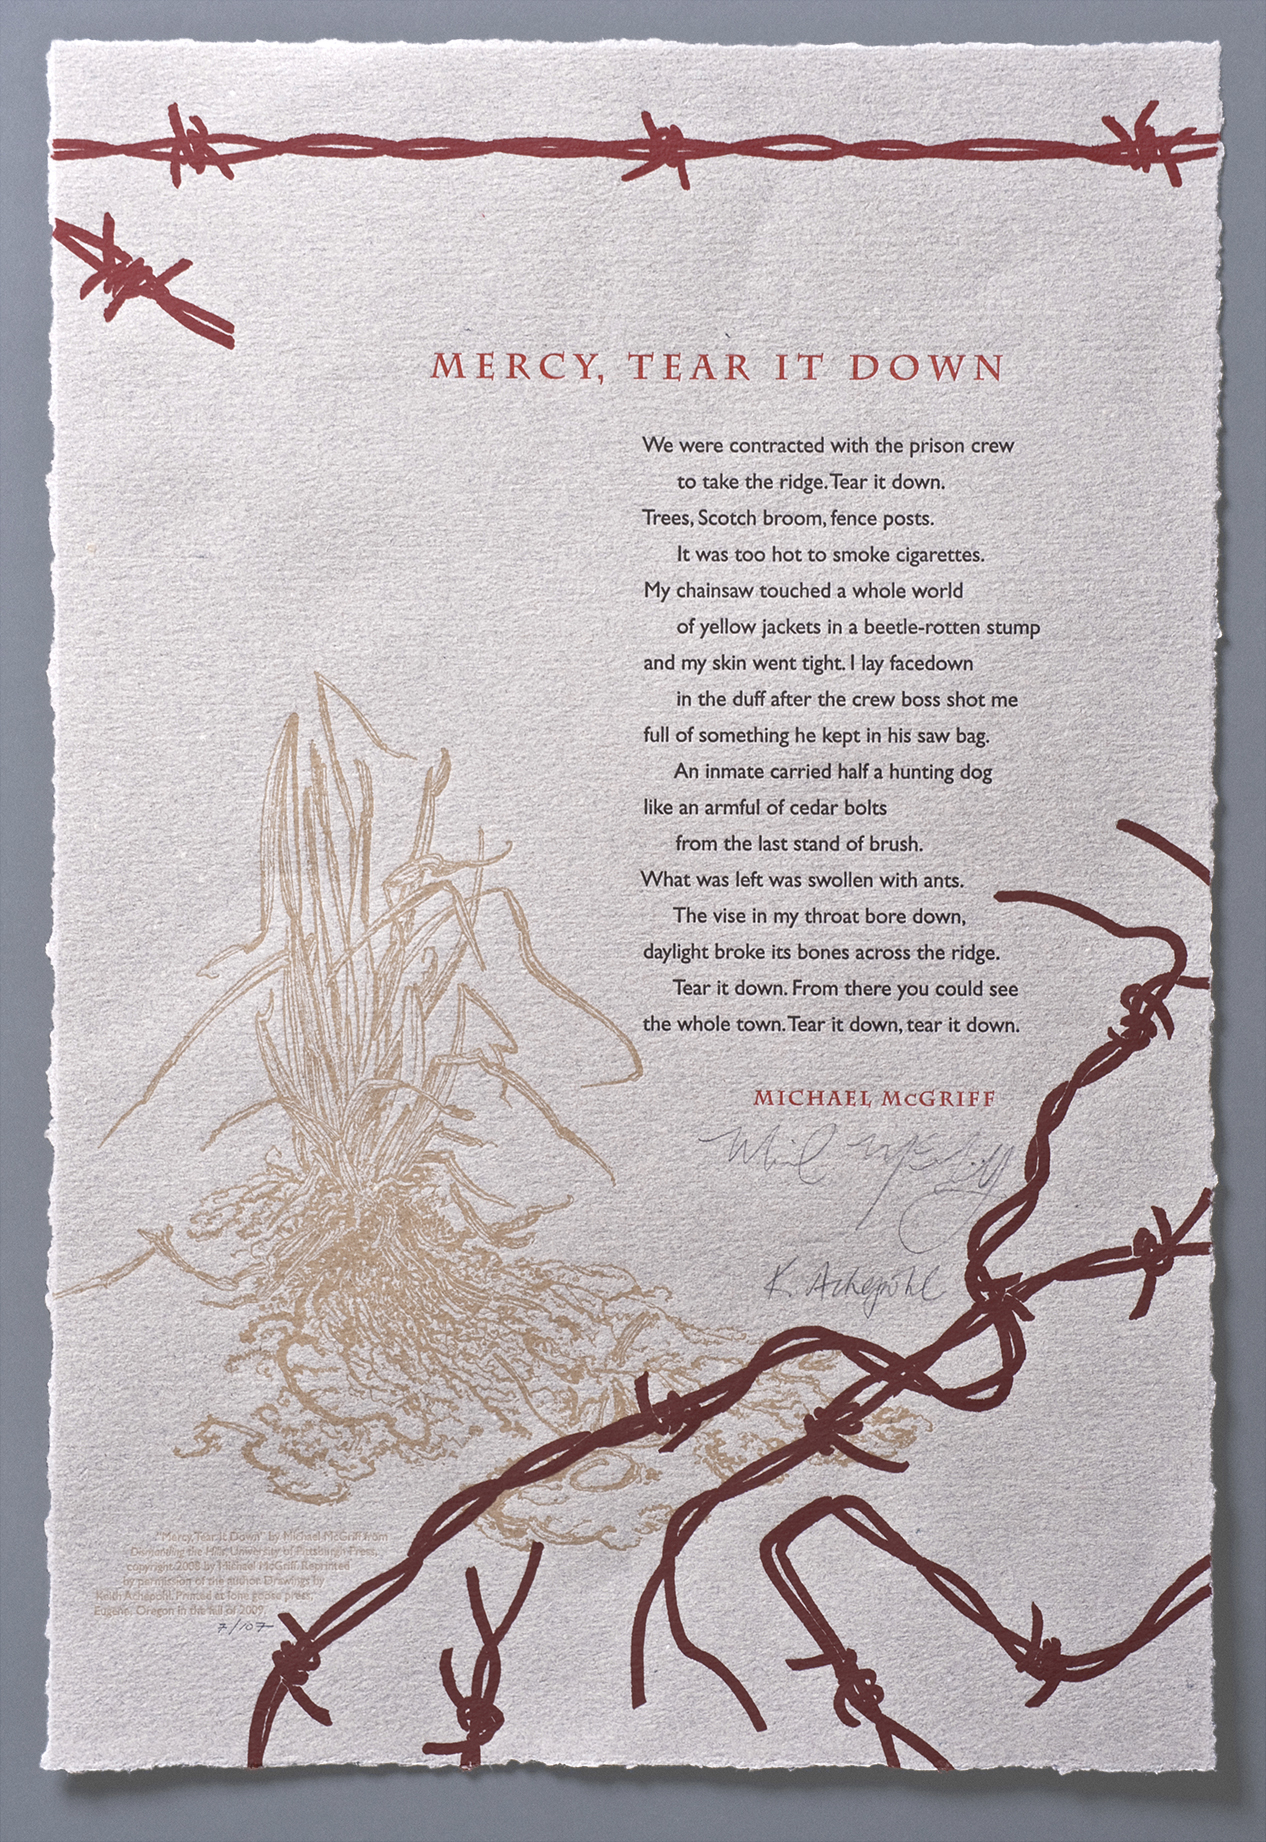 MERCY, TEAR IT DOWN
We were contracted with the prison crew
to take the ridge. Tear it down.
Trees, Scotch broom, fence posts.
It was too hot to smoke cigarettes.
My chainsaw touched a whole world
of yellow jackets in a beetle-rotten stump
and my skin went tight. I lay facedown
in the duff after the crew boss shot me
full of something he kept in his saw bag.
An inmate carried half a hunting dog
like an armful of cedar bolts
from the last stand of brush.
What was left was swollen with ants.
The vise in my throat bore down,
daylight broke its bones across the ridge.
Tear it down. From there you could see
the whole town. Tear it down, tear it down.
MICHAEL McGRIFF
Michael McGriff
K. Achepohl
"Mercy, Tear it Down" by Michael McGriff from
Dismantling the Hills, University of Pittsburgh Press,
copyright 2008 by Michael McGriff. Reprinted
by permission of the author. Drawings by
Keith Achepohl. Printed at lone goose press,
Eugene, Oregon in the fall of 2009.
7/107